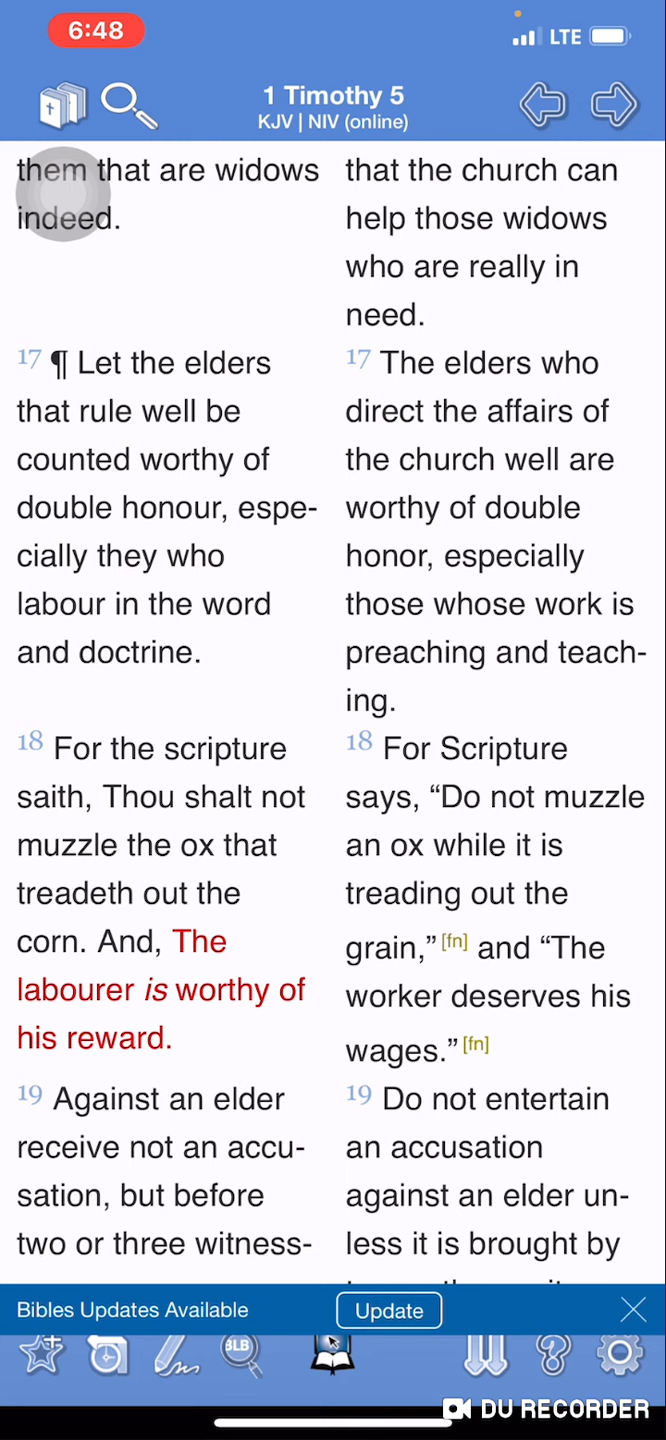 6:48
LTE
1 Timothy 5
KJV | NIV (online)
them that are widows
indeed.
17 ¶ Let the elders
that rule well be
counted worthy of
double honour, espe-
cially they who
labour in the word
and doctrine.
18 For the scripture
saith, Thou shalt not
muzzle the ox that
treadeth out the
corn. And, The
labourer is worthy of
his reward.
19 Against an elder
receive not an accu-
sation, but before
two or three witness-
that the church can
help those widows
who are really in
need.
17 The elders who
direct the affairs of
the church well are
worthy of double
honor, especially
those whose work is
preaching and teach-
ing.
18 For Scripture
says, “Do not muzzle
an ox while it is
treading out the
grain,” [fn] and “The
worker deserves his
wages.” [fn]
19 Do not entertain
an accusation
against an elder un-
less it is brought by
Bibles Updates Available
Update
BLB
DU RECORDER